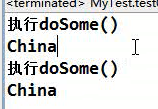 <terminated> MyTest.test
执行doSome()
China
执行doSome()
China